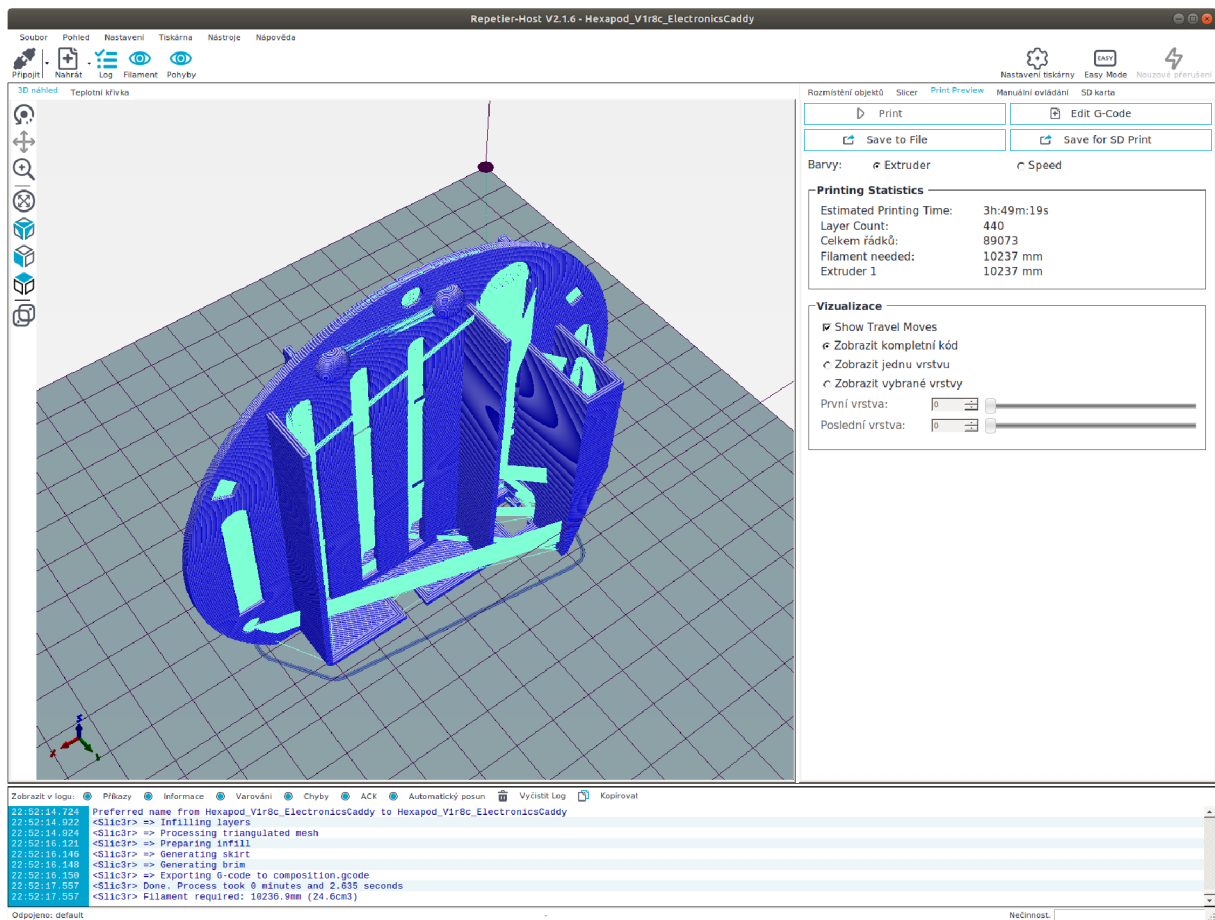 Repetier-Host V2.1.6 - Hexapod_V1r8c_ElectronicsCaddy
Soubor Pohled Nastavení Tiskárna Nástroje Nápověda
Připojit Nahrát Log Filament Pohyby Nastavení tiskárny EASY Easy Mode Nouzové přerušení
3D náhled Teplotní křivka
Rozmístění objektů Slicer Print Preview Manuální ovládání SD karta
Print Edit G-Code
Save to File Save for SD Print
Barvy: Extruder Speed
Printing Statistics
Estimated Printing Time: 3h:49m:19s
Layer Count: 440
Celkem řádků: 89073
Filament needed: 10237 mm
Extruder 1 10237 mm
Vizualizace
Show Travel Moves
Zobrazit kompletní kód
Zobrazit jednu vrstvu
Zobrazit vybrané vrstvy
První vrstva: 0
Poslední vrstva: 0
Zobrazit v logu: Příkazy Informace Varováni Chyby ACK Automatický posun Vyčistit Log Kopírovat
22:52:14.724 Preferred name from Hexapod_V1r8c_ElectronicsCaddy to Hexapod_V1r8c_ElectronicsCaddy
22:52:14.922 <Slic3r> => Infilling layers
22:52:14.924 <Slic3r> => Processing triangulated mesh
22:52:16.121 <Slic3r> => Preparing infill
22:52:16.146 <Slic3r> => Generating skirt
22:52:16.148 <Slic3r> => Generating brim
22:52:16.150 <Slic3r> => Exporting G-code to composition.gcode
22:52:17.557 <Slic3r> Done. Process took 0 minutes and 2.635 seconds
22:52:17.557 <Slic3r> Filament required: 10236.9mm (24.6cm3)
Odpojeno: default - Nečinnost.